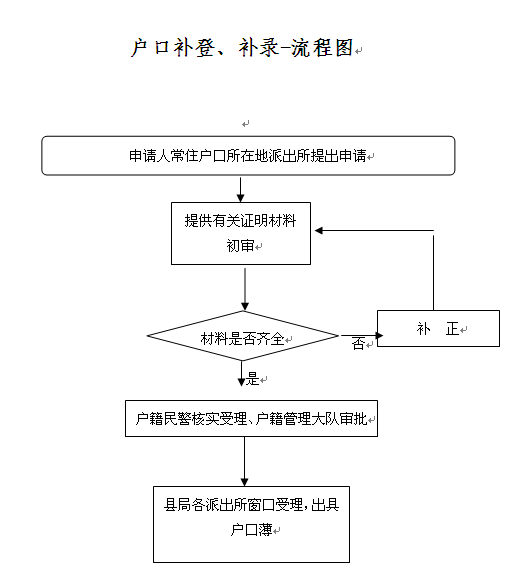 户口补登、补录-流程图
申请人常住户口所在地派出所提出申请
提供有关证明材料
初审
材料是否齐全
否
补 正
是
户籍民警核实受理、户籍管理大队审批
县局各派出所窗口受理，出具
户口薄